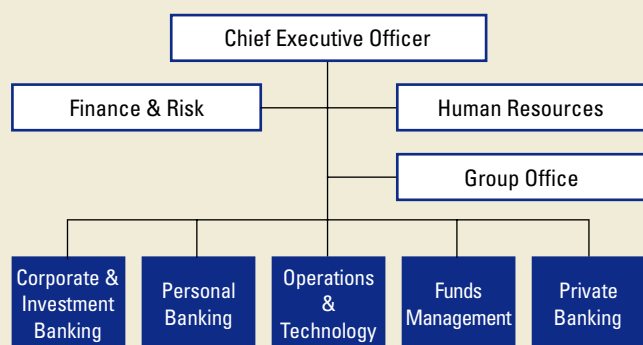 Chief Executive Officer
Finance & Risk
Human Resources
Group Office
Corporate &
Investment
Banking
Personal
Banking
Operations
&
Technology
Funds
Management
Private
Banking